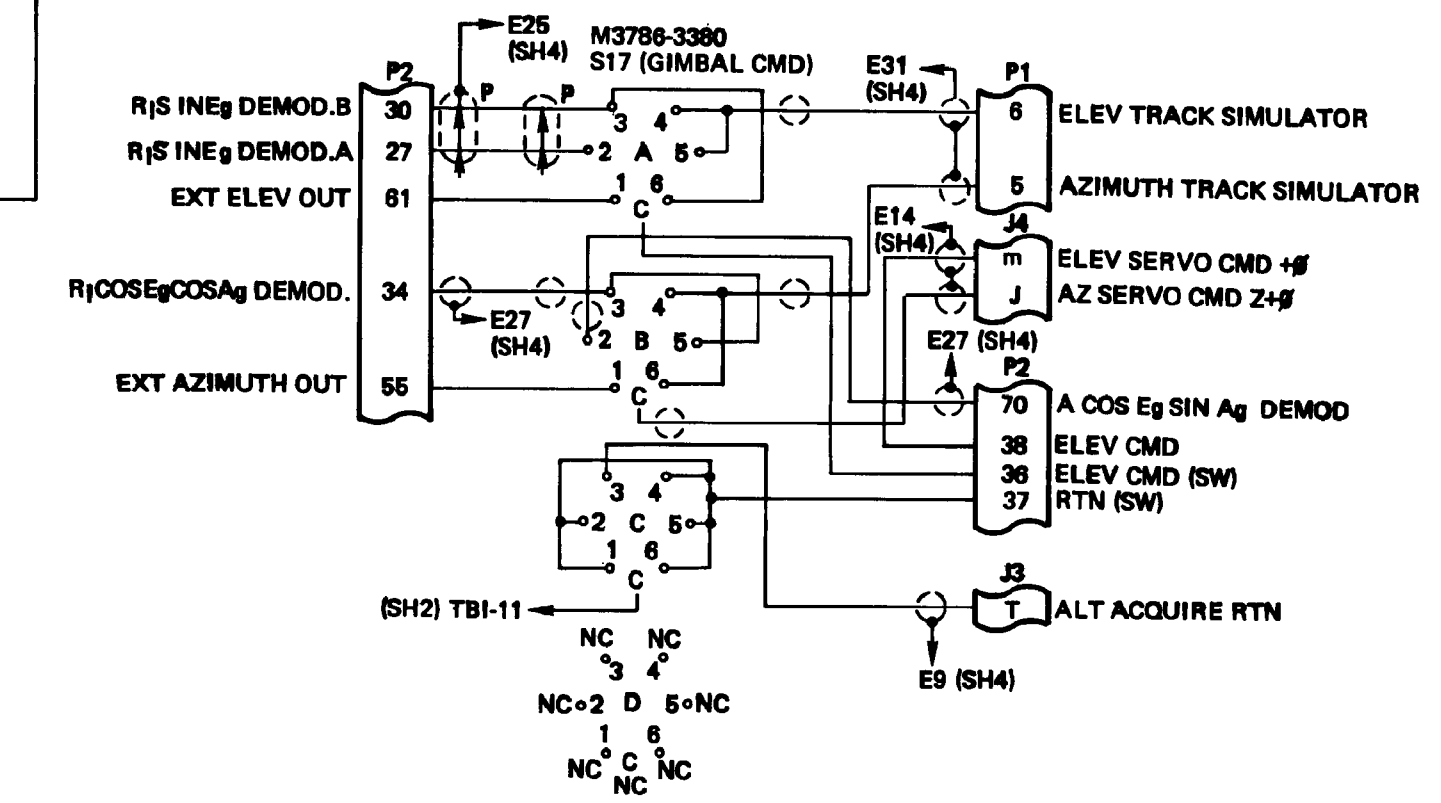 E25
(SH4)
M3786-3380
S17 (GIMBAL CMD)
E31
(SH4)
P2
P1
P P
R|S INEg DEMOD.B 30 3 4 6 ELEV TRACK SIMULATOR
R|S INEg DEMOD.A 27 2 A 5
EXT ELEV OUT 61 1 6 5 AZIMUTH TRACK SIMULATOR
C
E14
(SH4)
J4
m ELEV SERVO CMD +ø
R|COSEgCOSAg DEMOD. 34 3 4 J AZ SERVO CMD Z+ø
E27
(SH4)
2 B 5
E27 (SH4)
P2
EXT AZIMUTH OUT 55 1 6
C
70 A COS Eg SIN Ag DEMOD
38 ELEV CMD
36 ELEV CMD (SW)
3 4 37 RTN (SW)
2 C 5
1 6
C
J3
(SH2) TBI-11 T ALT ACQUIRE RTN
NC NC
3 4
E9 (SH4)
NC 2 D 5 NC
1 6
NC C NC
NC